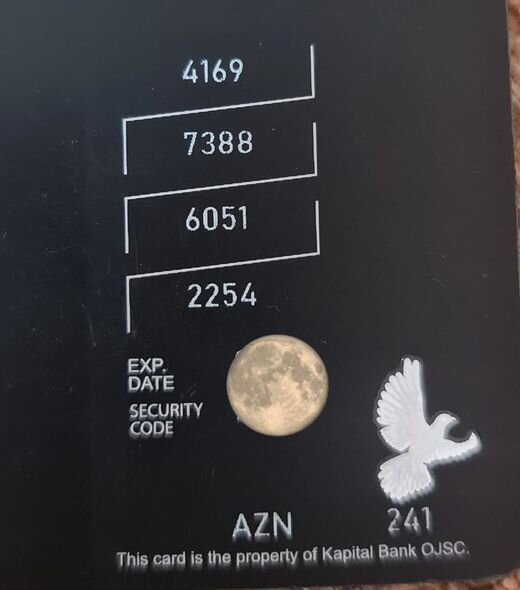 4169
7388
6051
2254
EXP.
DATE
SECURITY
CODE
AZN 241
This card is the property of Kapital Bank OJSC.